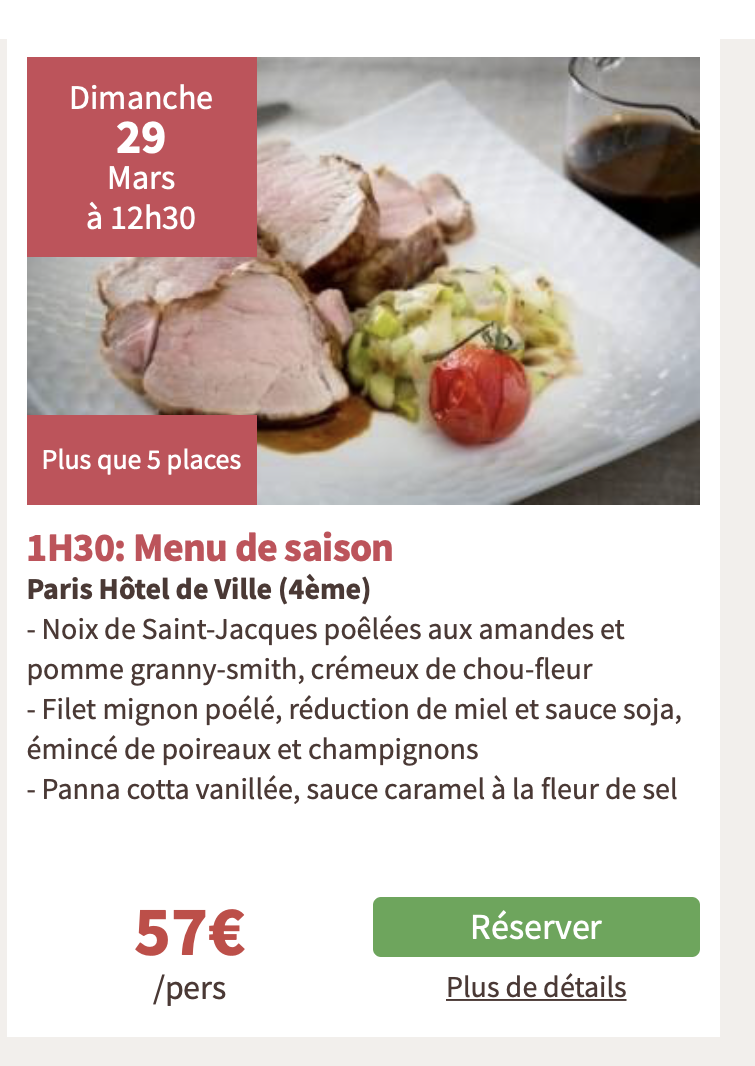 Dimanche
29
Mars
à 12h30
Plus que 5 places
1H30: Menu de saison
Paris Hôtel de Ville (4ème)
- Noix de Saint-Jacques poêlées aux amandes et
pomme granny-smith, crémeux de chou-fleur
- Filet mignon poélé, réduction de miel et sauce soja,
émincé de poireaux et champignons
- Panna cotta vanillée, sauce caramel à la fleur de sel
57€
/pers
Réserver
Plus de détails